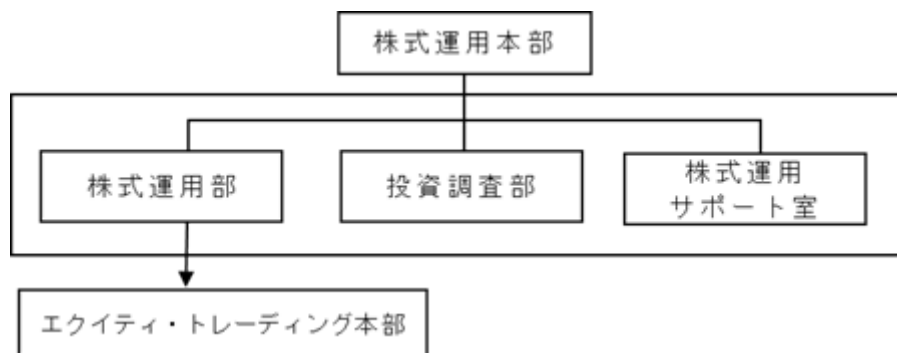 株式運用本部
株式運用部
投資調査部
株式運用
サポート室
エクイティ・トレーディング本部